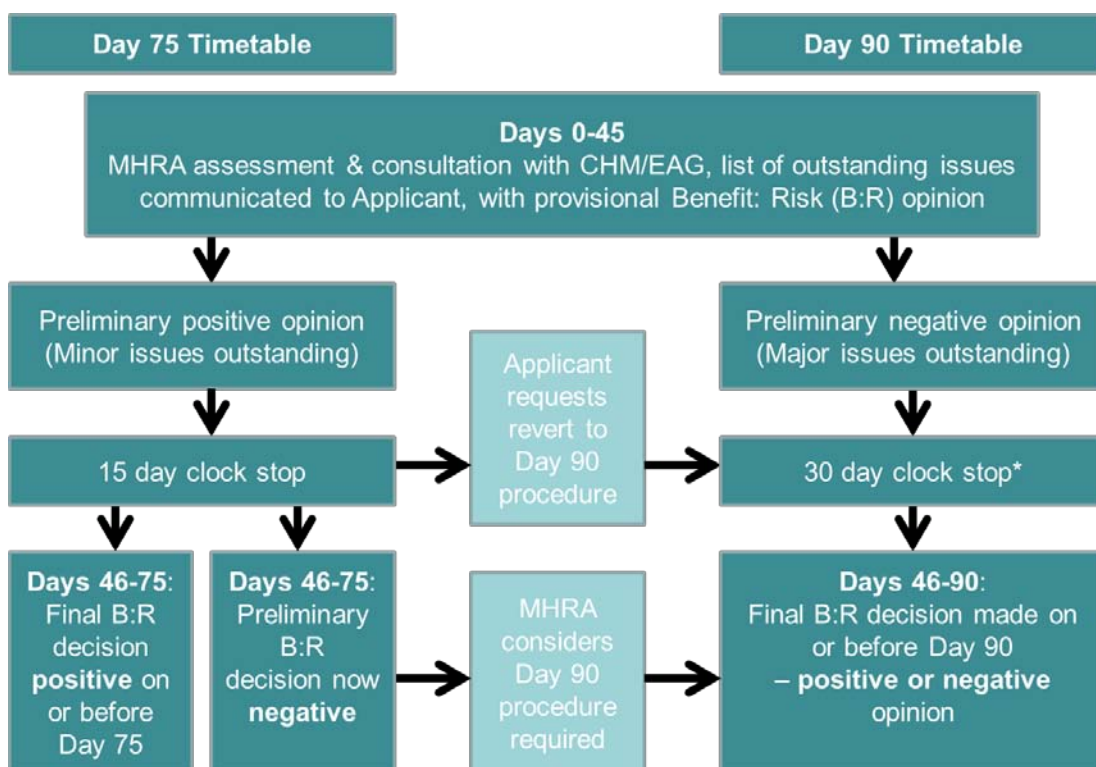 Day 75 Timetable
Day 90 Timetable
Days 0-45
MHRA assessment & consultation with CHM/EAG, list of outstanding issues
communicated to Applicant, with provisional Benefit: Risk (B:R) opinion
Preliminary positive opinion
(Minor issues outstanding)
Applicant
requests
revert to
Day 90
procedure
Preliminary negative opinion
(Major issues outstanding)
15 day clock stop
30 day clock stop*
Days 46-75:
Final B:R
decision
positive on
or before
Day 75
Days 46-75:
Preliminary
B:R
decision now
negative
MHRA
considers
Day 90
procedure
required
Days 46-90:
Final B:R decision made on
or before Day 90
– positive or negative
opinion